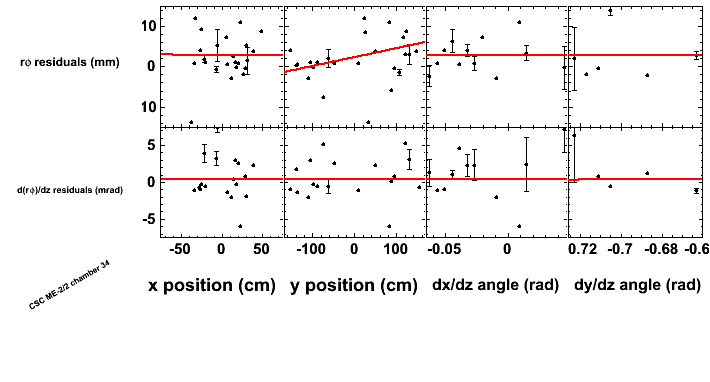 10
rϕ residuals (mm)
0
10
5
d(rϕ)/dz residuals (mrad)
0
-5
-50 0 50 -100 0 100 -0.05 0 0.72 -0.7 -0.68 -0.6
x position (cm) y position (cm) dx/dz angle (rad) dy/dz angle (rad)
CSC ME-2/2 chamber 34